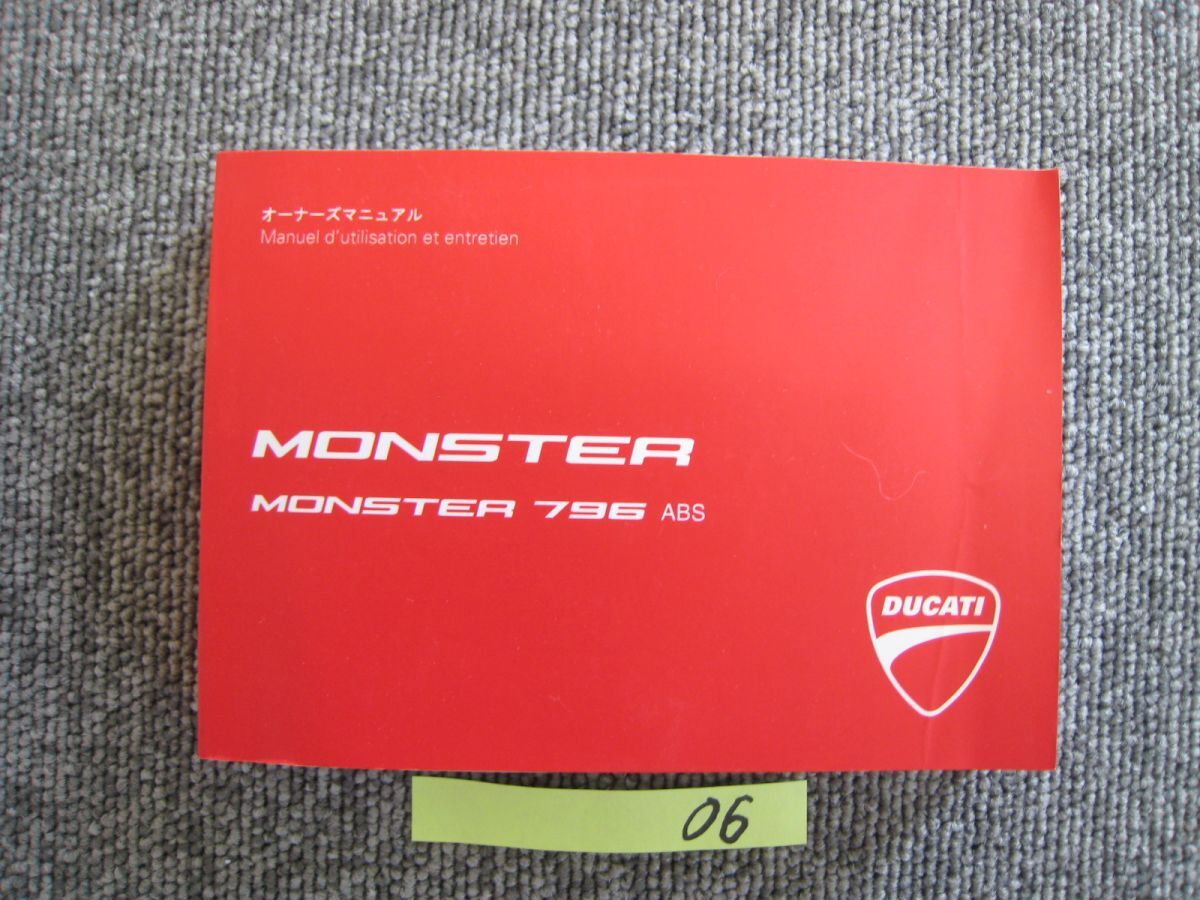 オーナーズマニュアル
Manuel d'utilisation et entretien
MONSTER
MONSTER 796 ABS
DUCATI
06